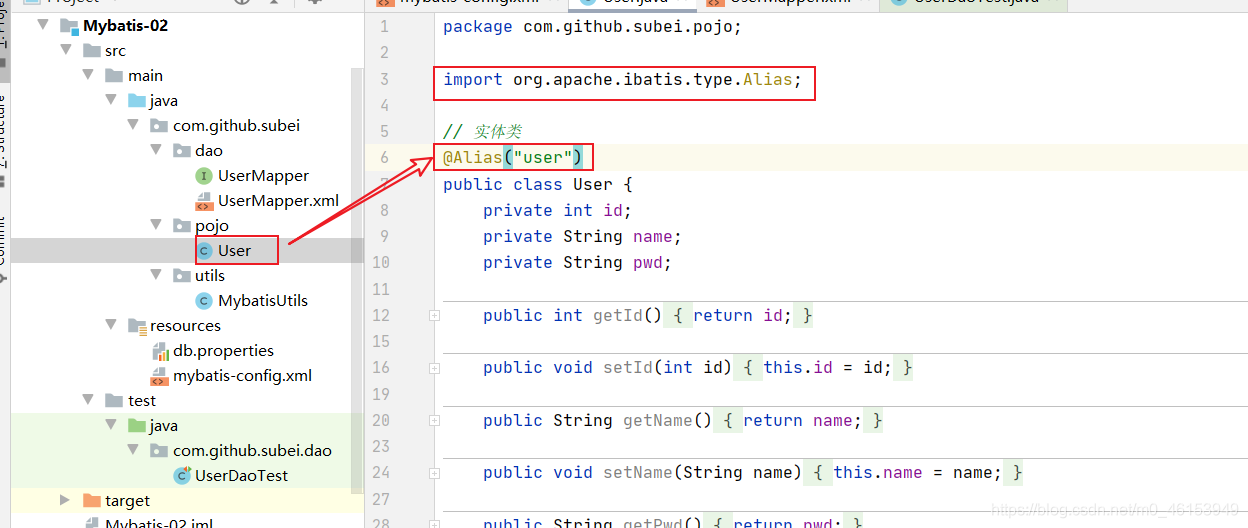 Project
mybatis-config.xml
User.java
UserMapper.xml
UserDaoTest.java
Mybatis-02
src
main
java
com.github.subei
dao
UserMapper
UserMapper.xml
pojo
User
utils
MybatisUtils
resources
db.properties
mybatis-config.xml
test
java
com.github.subei.dao
UserDaoTest
target
Mybatis-02.iml
1 package com.github.subei.pojo;
2
3 import org.apache.ibatis.type.Alias;
4
5 // 实体类
6 @Alias("user")
7 public class User {
8 private int id;
9 private String name;
10 private String pwd;
11
12 public int getId() { return id; }
15
16 public void setId(int id) { this.id = id; }
19
20 public String getName() { return name; }
23
24 public void setName(String name) { this.name = name; }
27
28 public String getPwd() { return pwd; }
https://blog.csdn.net/m0_46153949